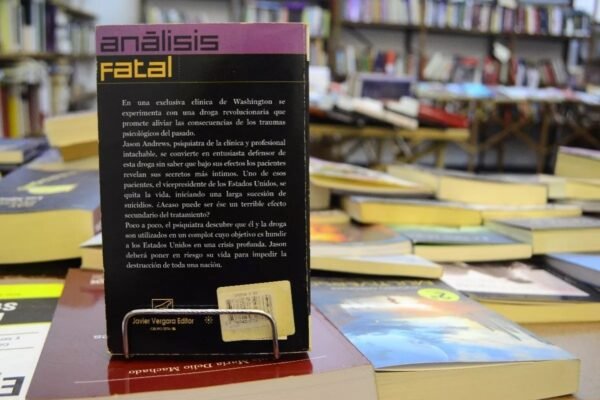 análisis
fatal
En una exclusiva clínica de Washington se
experimenta con una droga revolucionaria que
promete aliviar las consecuencias de los traumas
psicológicos del pasado.
Jason Andrews, psiquiatra de la clínica y profesional
intachable, se convierte en entusiasta defensor de
esta droga sin saber que bajo sus efectos los pacientes
revelan sus secretos más íntimos. Uno de esos
pacientes, el vicepresidente de los Estados Unidos, se
quita la vida, iniciando una larga sucesión de
suicidios. ¿Acaso puede ser ése un terrible efecto
secundario del tratamiento?
Poco a poco, el psiquiatra descubre que él y la droga
son utilizados en un complot cuyo objetivo es hundir
a los Estados Unidos en una crisis profunda. Jason
deberá poner en riesgo su vida para impedir la
destrucción de toda una nación.
Javier Vergara Editor
María Delio Machado